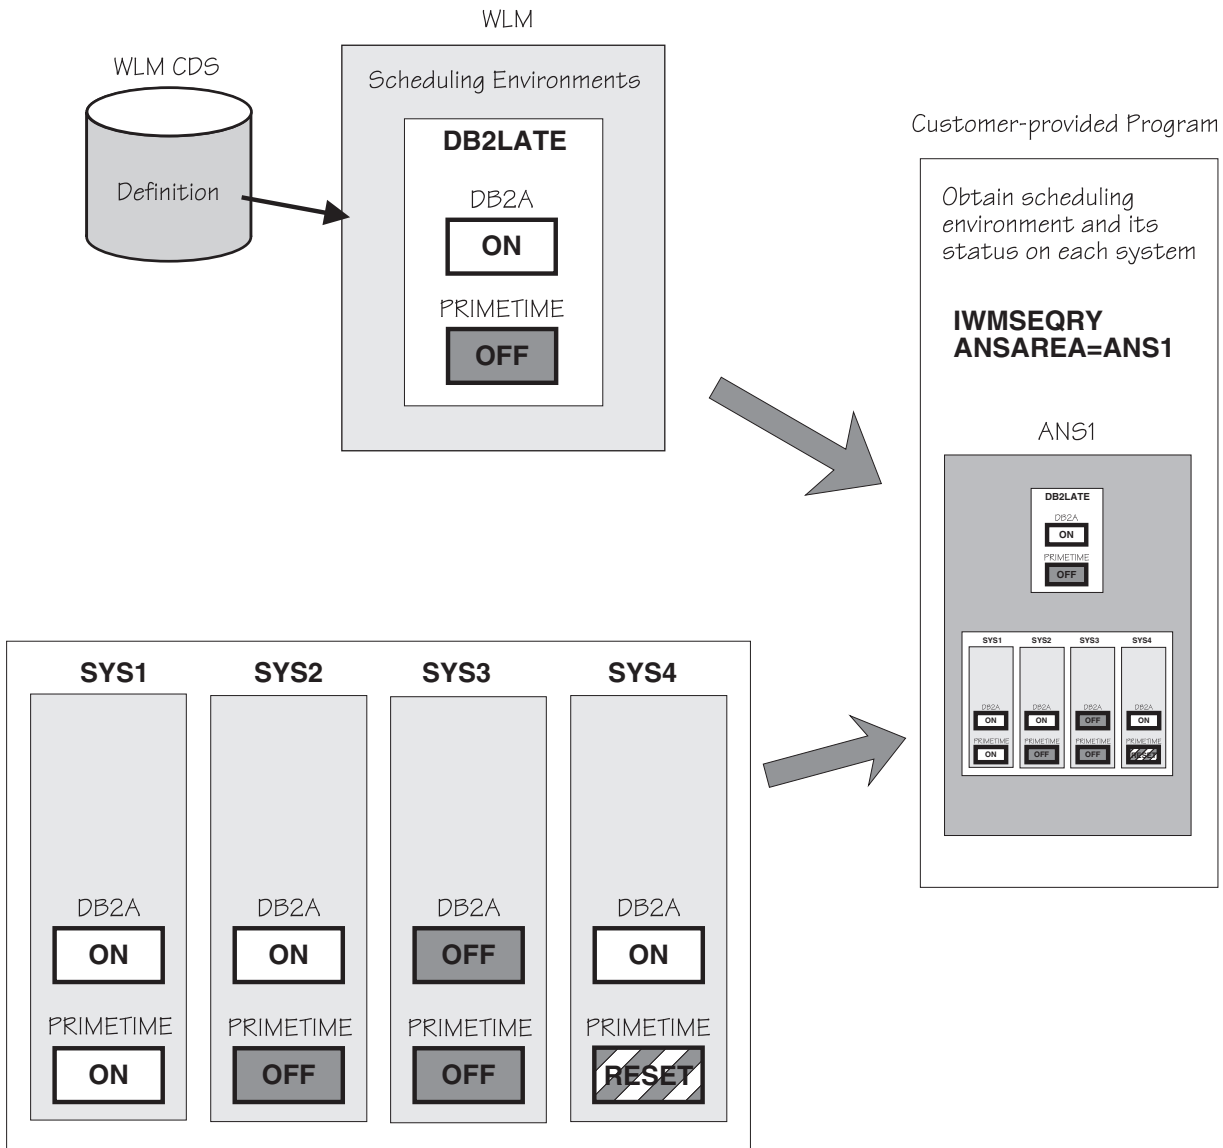 WLM
WLM CDS
Definition
Scheduling Environments
DB2LATE
DB2A
ON
PRIMETIME
OFF
Customer-provided Program
Obtain scheduling
environment and its
status on each system
IWMSEQRY
ANSAREA=ANS1
ANS1
DB2LATE
DB2A
ON
PRIMETIME
OFF
SYS1 SYS2 SYS3 SYS4
DB2A DB2A DB2A DB2A
ON ON OFF ON
PRIMETIME PRIMETIME PRIMETIME PRIMETIME
ON OFF OFF RESET
SYS1 SYS2 SYS3 SYS4
DB2A DB2A DB2A DB2A
ON ON OFF ON
PRIMETIME PRIMETIME PRIMETIME PRIMETIME
ON OFF OFF RESET